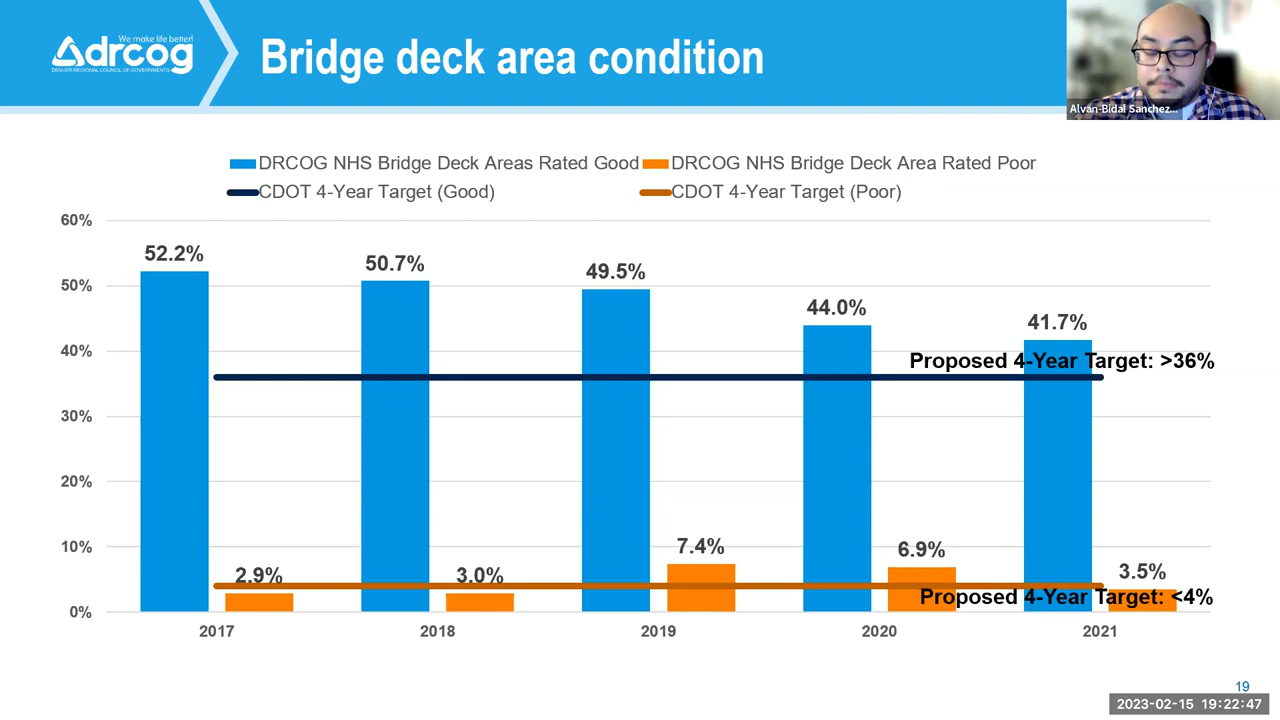 We make life better!
drcog
DENVER REGIONAL COUNCIL OF GOVERNMENTS
Bridge deck area condition
Alvan-Bidal Sanchez...
DRCOG NHS Bridge Deck Areas Rated Good DRCOG NHS Bridge Deck Area Rated Poor
CDOT 4-Year Target (Good) CDOT 4-Year Target (Poor)
60%
52.2%
50.7%
49.5%
50%
44.0%
41.7%
40%
Proposed 4-Year Target: >36%
30%
20%
10%
7.4%
6.9%
2.9%
3.0%
3.5%
Proposed 4-Year Target: <4%
0%
2017 2018 2019 2020 2021
19
2023-02-15 19:22:47